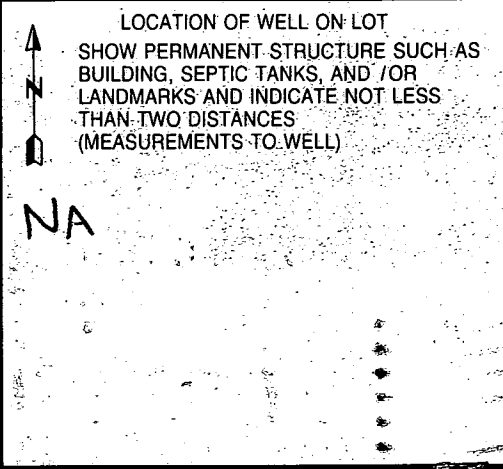 LOCATION OF WELL ON LOT
SHOW PERMANENT STRUCTURE SUCH AS
BUILDING, SEPTIC TANKS, AND /OR
LANDMARKS AND INDICATE NOT LESS
THAN TWO DISTANCES
(MEASUREMENTS TO WELL)
N
NA